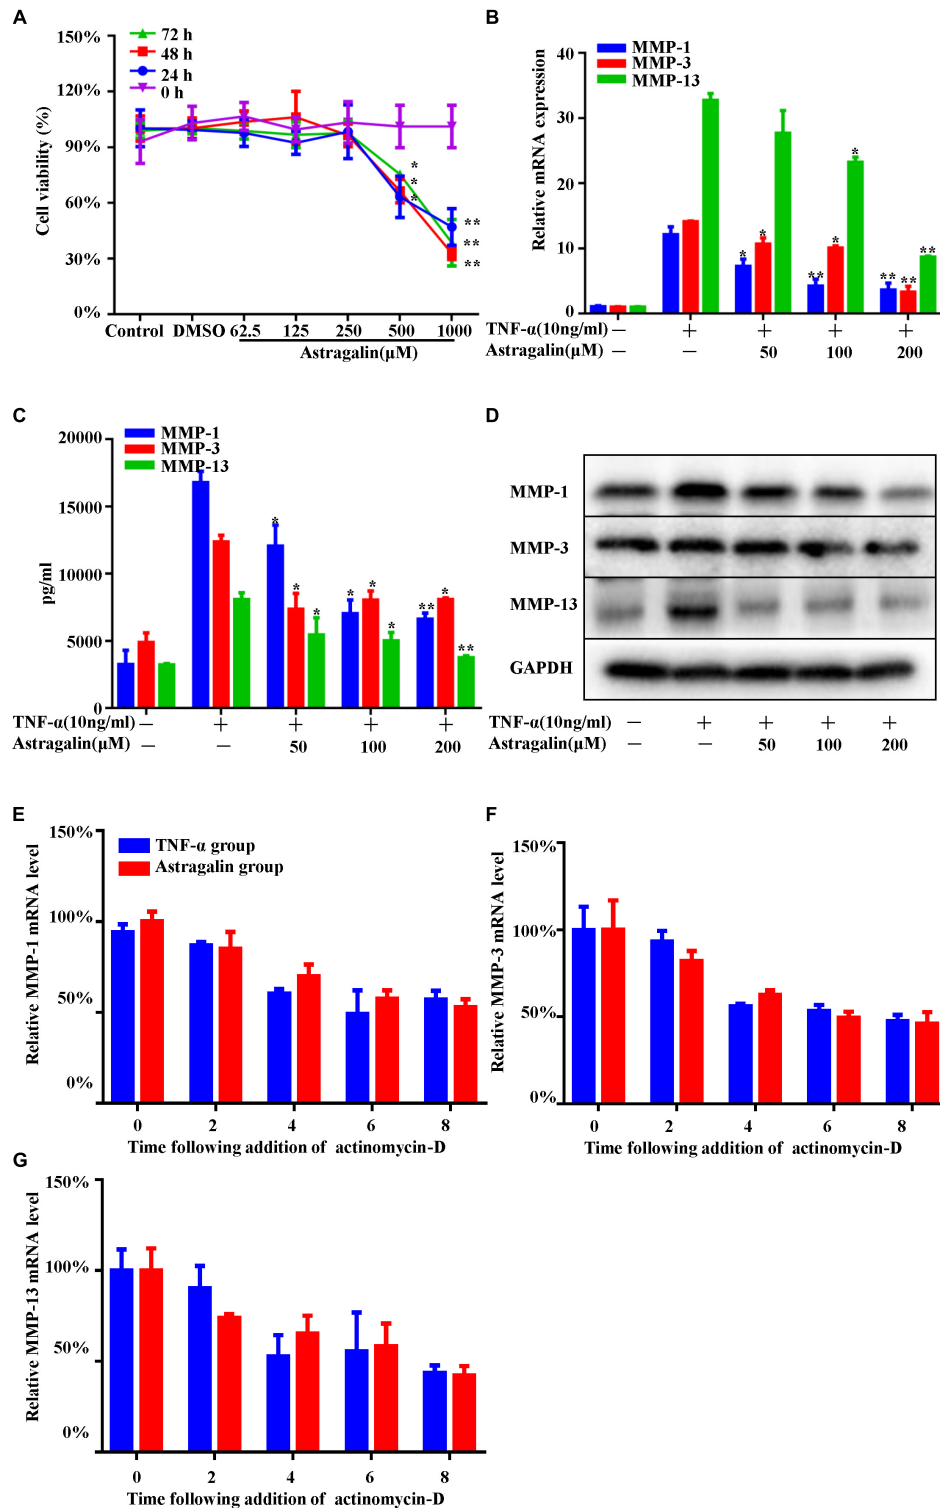 A
150%
120%
90%
60%
30%
0%
Cell viability (%)
72 h
48 h
24 h
0 h
*
*
*
**
**
**
Control DMSO 62.5 125 250 500 1000
Astragalin(µM)
B
40
30
20
10
0
Relative mRNA expression
MMP-1
MMP-3
MMP-13
* *
** * *
** ** **
TNF-α(10ng/ml) — + + + +
Astragalin(µM) — — 50 100 200
C
20000
15000
10000
5000
0
pg/ml
MMP-1
MMP-3
MMP-13
* * *
* * *
** * **
TNF-α(10ng/ml) — + + + +
Astragalin(µM) — — 50 100 200
D
MMP-1
MMP-3
MMP-13
GAPDH
TNF-α(10ng/ml) — + + + +
Astragalin(µM) — — 50 100 200
E
150%
100%
50%
0%
Relative MMP-1 mRNA level
TNF-α group
Astragalin group
0 2 4 6 8
Time following addition of actinomycin-D
F
150%
100%
50%
0%
Relative MMP-3 mRNA level
0 2 4 6 8
Time following addition of actinomycin-D
G
150%
100%
50%
0%
Relative MMP-13 mRNA level
0 2 4 6 8
Time following addition of actinomycin-D